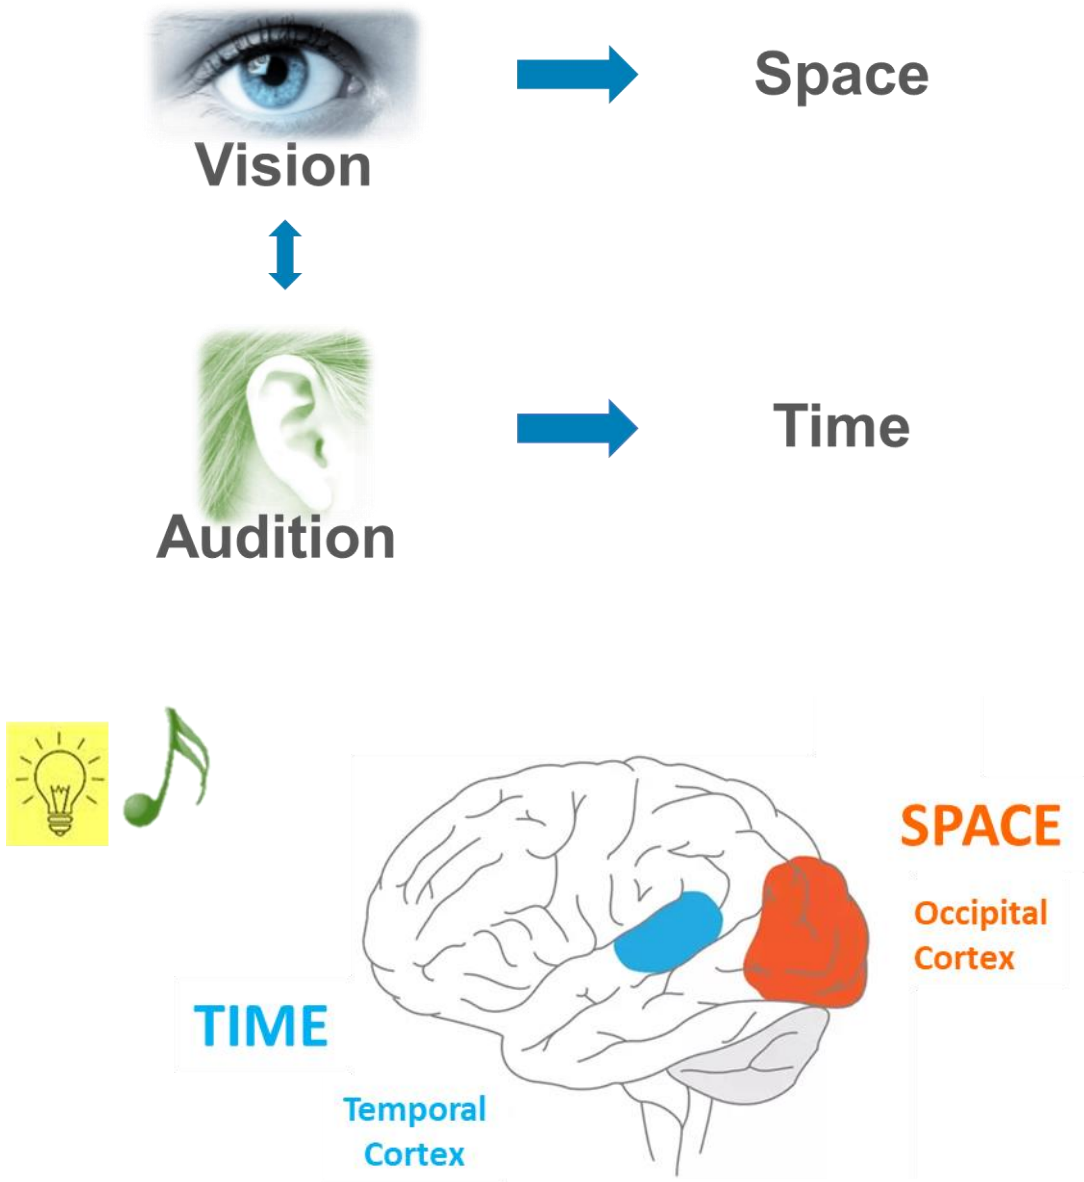 Vision
Space
Audition
Time
SPACE
Occipital
Cortex
TIME
Temporal
Cortex